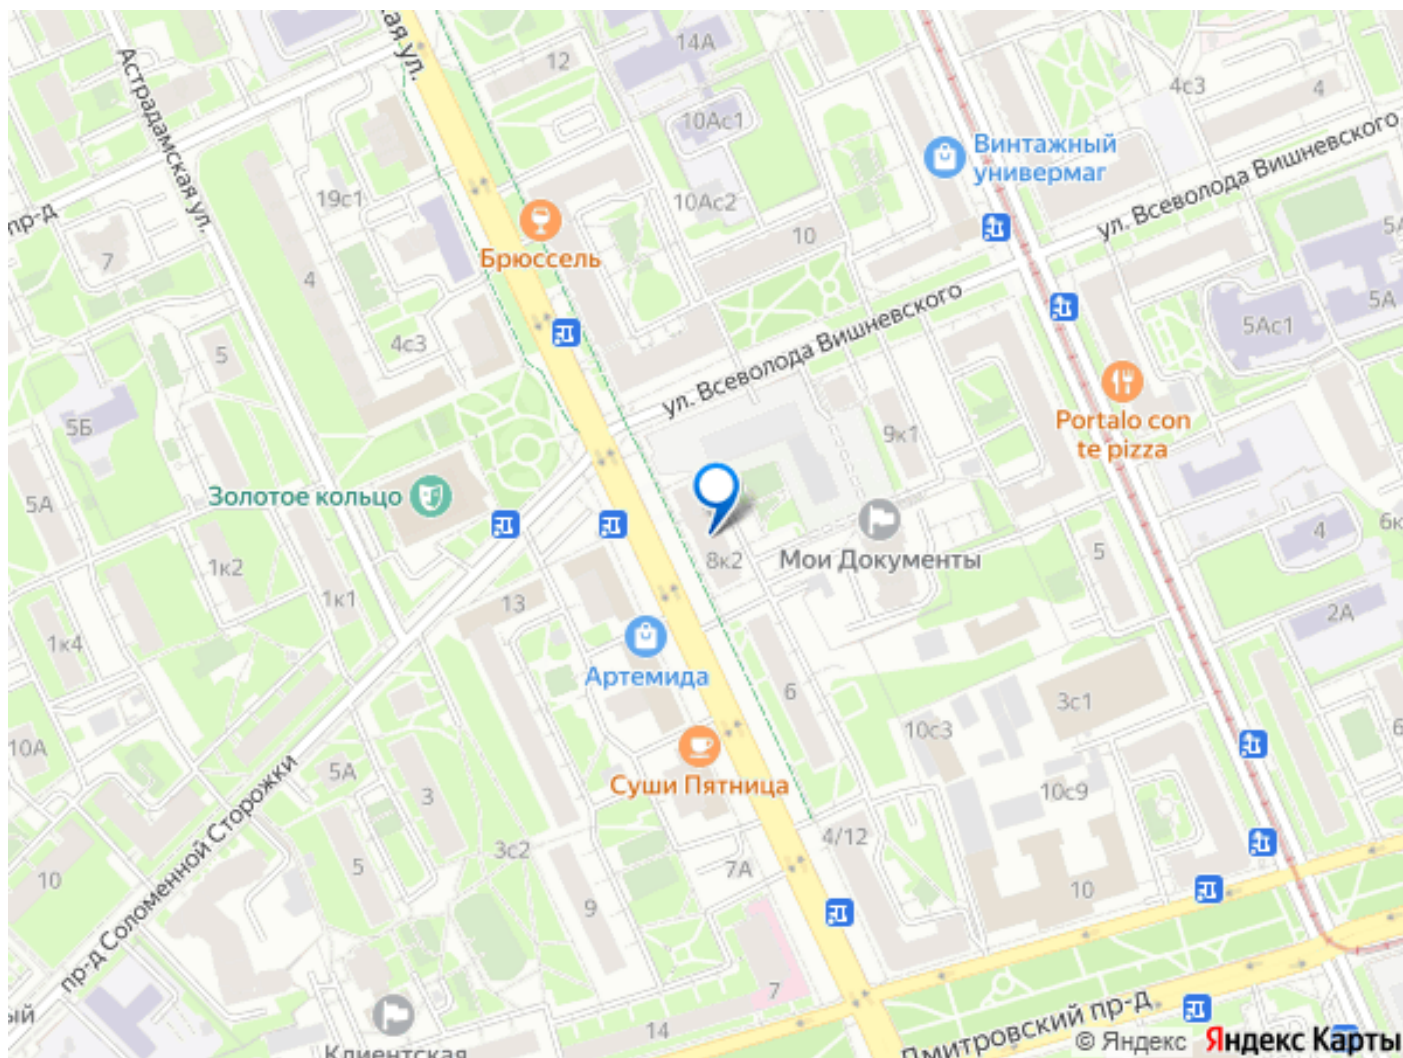 кая ул.
12
14А
4с3
4
Астрадамская ул.
10Ас1
Винтажный
универмаг
ул. Всеволода Вишневского
19с1
10Ас2
пр-д
7
Брюссель
10
5А
4
5А
5Ас1
4с3
5
ул. Всеволода Вишневского
5Б
9к1
Portalo con
te pizza
Золотое кольцо
5А
4
6к
1к2
8к2
Мои Документы
5
1к1
13
2А
1к4
Артемида
6
3с1
10с3
10А
5А
3
Суши Пятница
10с9
6
пр-д Соломенной Сторожки
3с2
4/12
5
7А
10
9
10
7
ый
14
Клиентская
Дмитровский пр-д
© Яндекс Яндекс Карты